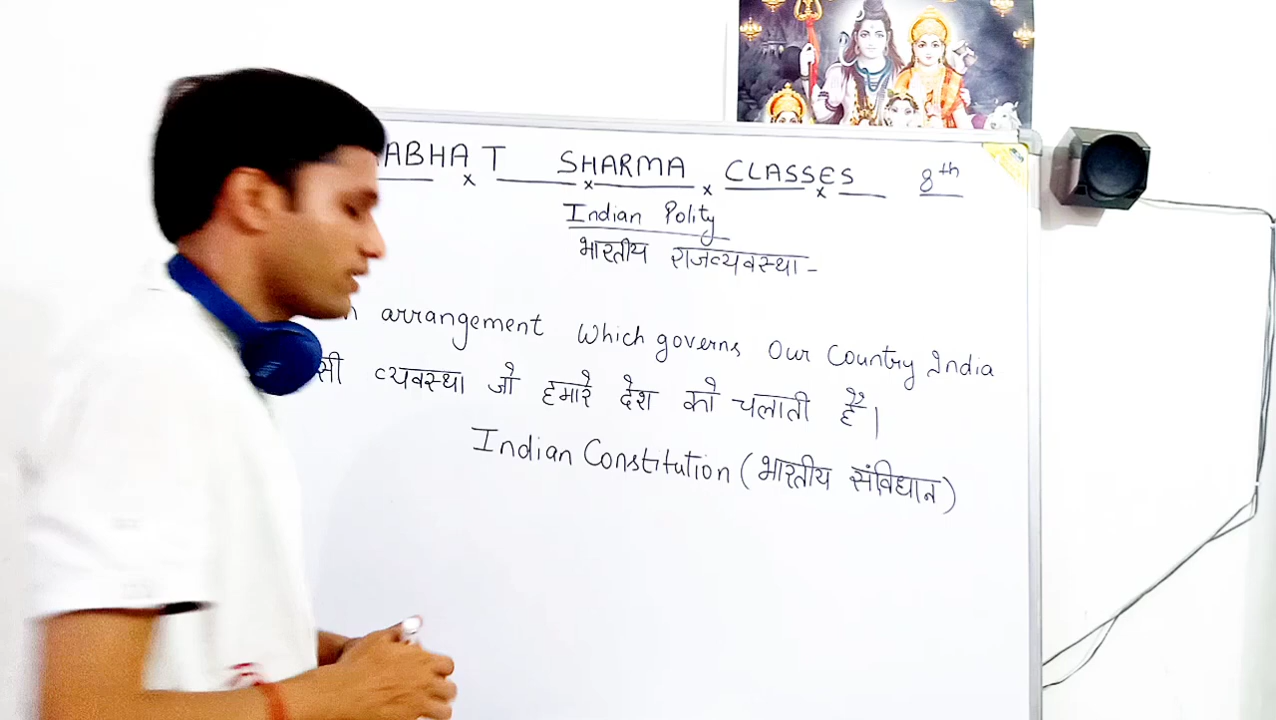 ABHAT SHARMA CLASSES 8th
Indian Polity
भारतीय राजव्यवस्था -
arrangement which governs Our Country India
सी व्यवस्था जो हमारे देश को चलाती है।
Indian Constitution (भारतीय संविधान)